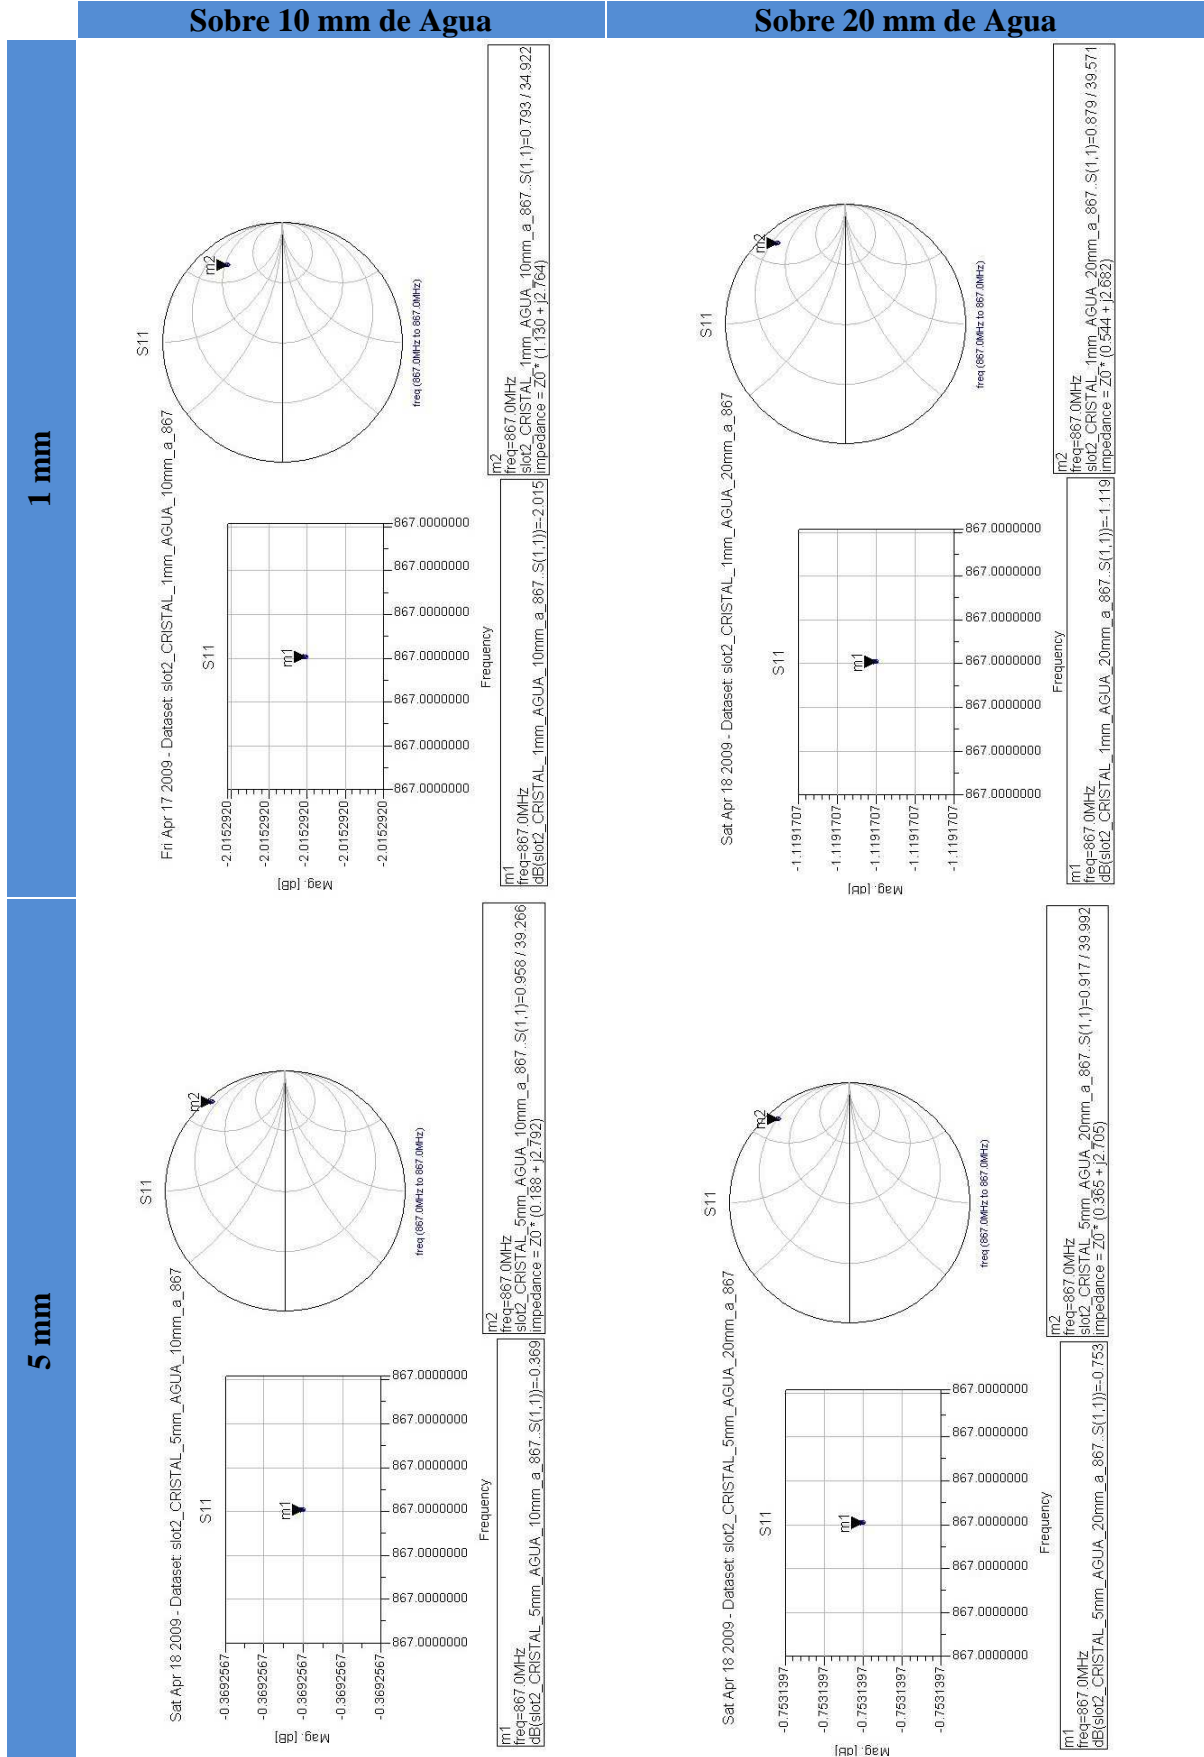 Sobre 10 mm de Agua
Sobre 20 mm de Agua
1 mm
Fri Apr 17 2009 - Dataset: slot2_CRISTAL_1mm_AGUA_10mm_a_867
S11
Mag. [dB]
-2.0152920
-2.0152920
-2.0152920
-2.0152920
-2.0152920
m1
867.0000000
867.0000000
867.0000000
867.0000000
867.0000000
867.0000000
867.0000000
Frequency
m1
freq=867.0MHz
dB(slot2_CRISTAL_1mm_AGUA_10mm_a_867..S(1,1))=-2.015
S11
m2
freq (867.0MHz to 867.0MHz)
m2
freq=867.0MHz
slot2_CRISTAL_1mm_AGUA_10mm_a_867..S(1,1)=0.793 / 34.922
impedance = Z0 * (1.130 + j2.764)
Sat Apr 18 2009 - Dataset: slot2_CRISTAL_1mm_AGUA_20mm_a_867
S11
Mag. [dB]
-1.1191707
-1.1191707
-1.1191707
-1.1191707
-1.1191707
m1
867.0000000
867.0000000
867.0000000
867.0000000
867.0000000
867.0000000
867.0000000
Frequency
m1
freq=867.0MHz
dB(slot2_CRISTAL_1mm_AGUA_20mm_a_867..S(1,1))=-1.119
S11
m2
freq (867.0MHz to 867.0MHz)
m2
freq=867.0MHz
slot2_CRISTAL_1mm_AGUA_20mm_a_867..S(1,1)=0.879 / 39.571
impedance = Z0 * (0.544 + j2.682)
5 mm
Sat Apr 18 2009 - Dataset: slot2_CRISTAL_5mm_AGUA_10mm_a_867
S11
Mag. [dB]
-0.3692567
-0.3692567
-0.3692567
-0.3692567
-0.3692567
m1
867.0000000
867.0000000
867.0000000
867.0000000
867.0000000
867.0000000
867.0000000
Frequency
m1
freq=867.0MHz
dB(slot2_CRISTAL_5mm_AGUA_10mm_a_867..S(1,1))=-0.369
S11
m2
freq (867.0MHz to 867.0MHz)
m2
freq=867.0MHz
slot2_CRISTAL_5mm_AGUA_10mm_a_867..S(1,1)=0.958 / 39.266
impedance = Z0 * (0.188 + j2.792)
Sat Apr 18 2009 - Dataset: slot2_CRISTAL_5mm_AGUA_20mm_a_867
S11
Mag. [dB]
-0.7531397
-0.7531397
-0.7531397
-0.7531397
-0.7531397
m1
867.0000000
867.0000000
867.0000000
867.0000000
867.0000000
867.0000000
867.0000000
Frequency
m1
freq=867.0MHz
dB(slot2_CRISTAL_5mm_AGUA_20mm_a_867..S(1,1))=-0.753
S11
m2
freq (867.0MHz to 867.0MHz)
m2
freq=867.0MHz
slot2_CRISTAL_5mm_AGUA_20mm_a_867..S(1,1)=0.917 / 39.992
impedance = Z0 * (0.365 + j2.705)